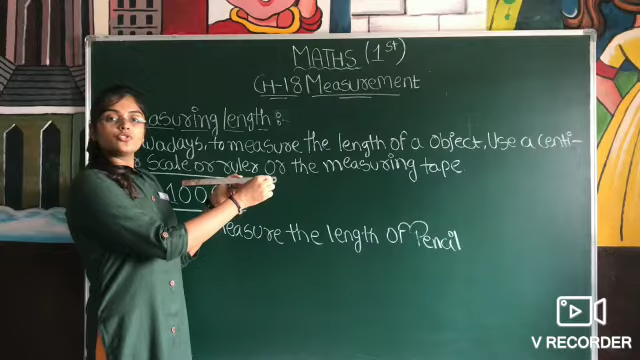 MATHS (1st)
CH-18 Measurement
asuring length :-
wadays, to measure the length of a Object, Use a centi-
scale or ruler or the measuring tape.
100
easure the length of Pencil
V RECORDER